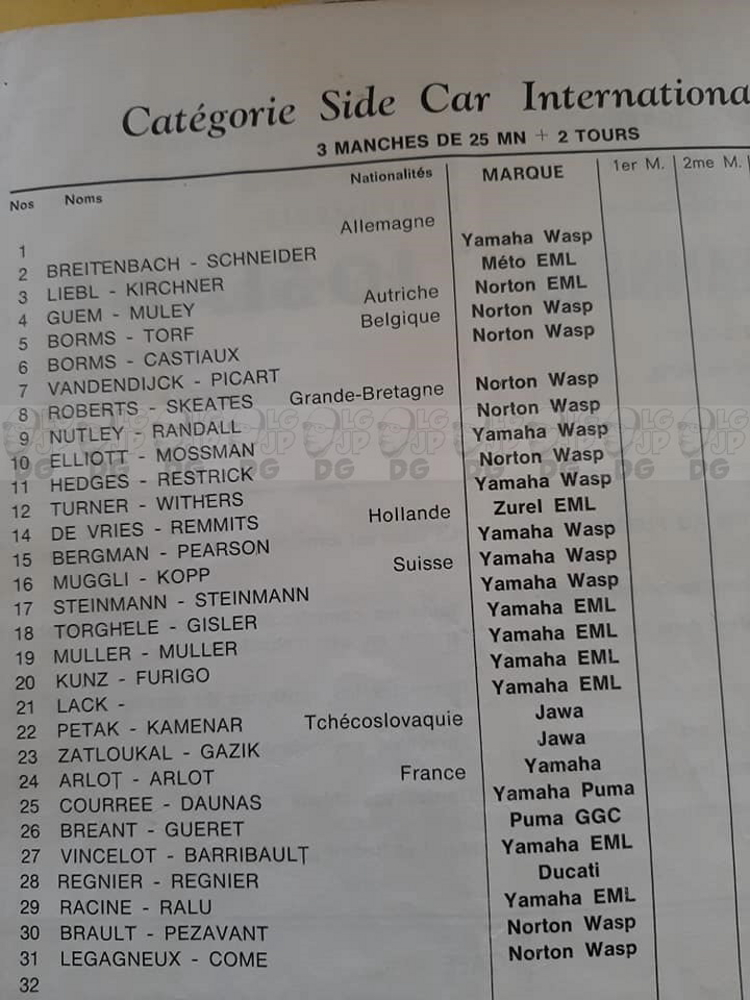 Catégorie Side Car Internationa
3 MANCHES DE 25 MN + 2 TOURS
Nos Noms Nationalités MARQUE 1er M. 2me M.
1 Allemagne
2 BREITENBACH - SCHNEIDER Yamaha Wasp
3 LIEBL - KIRCHNER Méto EML
4 GUEM - MULEY Autriche Norton EML
5 BORMS - TORF Belgique Norton Wasp
6 BORMS - CASTIAUX Norton Wasp
7 VANDENDIJCK - PICART
8 ROBERTS - SKEATES Grande-Bretagne Norton Wasp
9 NUTLEY - RANDALL Norton Wasp
10 ELLIOTT - MOSSMAN Yamaha Wasp
11 HEDGES - RESTRICK Norton Wasp
12 TURNER - WITHERS Yamaha Wasp
14 DE VRIES - REMMITS Hollande Zurel EML
15 BERGMAN - PEARSON Yamaha Wasp
16 MUGGLI - KOPP Suisse Yamaha Wasp
17 STEINMANN - STEINMANN Yamaha Wasp
18 TORGHELE - GISLER Yamaha EML
19 MULLER - MULLER Yamaha EML
20 KUNZ - FURIGO Yamaha EML
21 LACK - Yamaha EML
22 PETAK - KAMENAR Tchécoslovaquie Jawa
23 ZATLOUKAL - GAZIK Jawa
24 ARLOT - ARLOT France Yamaha
25 COURREE - DAUNAS Yamaha Puma
26 BREANT - GUERET Puma GGC
27 VINCELOT - BARRIBAULT Yamaha EML
28 REGNIER - REGNIER Ducati
29 RACINE - RALU Yamaha EML
30 BRAULT - PEZAVANT Norton Wasp
31 LEGAGNEUX - COME Norton Wasp
32